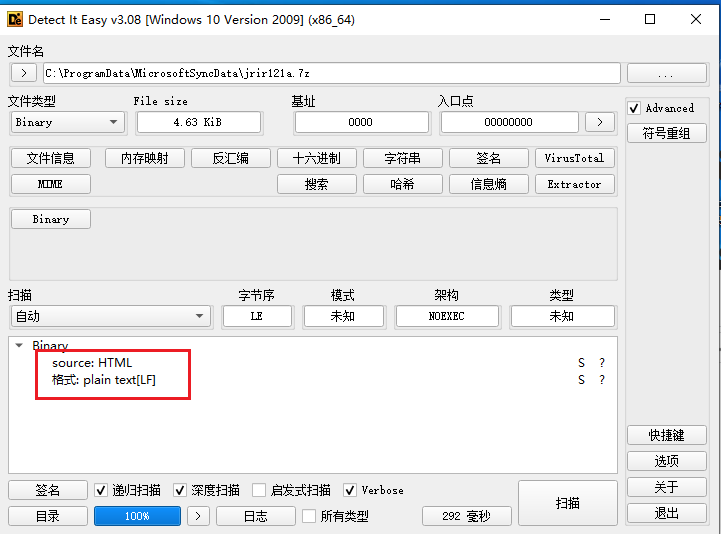 Detect It Easy v3.08 [Windows 10 Version 2009] (x86_64)
文件名
> C:\ProgramData\MicrosoftSyncData\jrir121a.7z ...
文件类型 File size 基址 入口点
Binary 4.63 KiB 0000 00000000 >
Advanced
符号重组
文件信息 内存映射 反汇编 十六进制 字符串 签名 VirusTotal
MIME 搜索 哈希 信息熵 Extractor
Binary
扫描 字节序 模式 架构 类型
自动 LE 未知 NOEXEC 未知
Binary
source: HTML S ?
格式: plain text[LF] S ?
快捷键
选项
关于
退出
签名 递归扫描 深度扫描 启发式扫描 Verbose
目录 100% > 日志 所有类型 292 毫秒 扫描